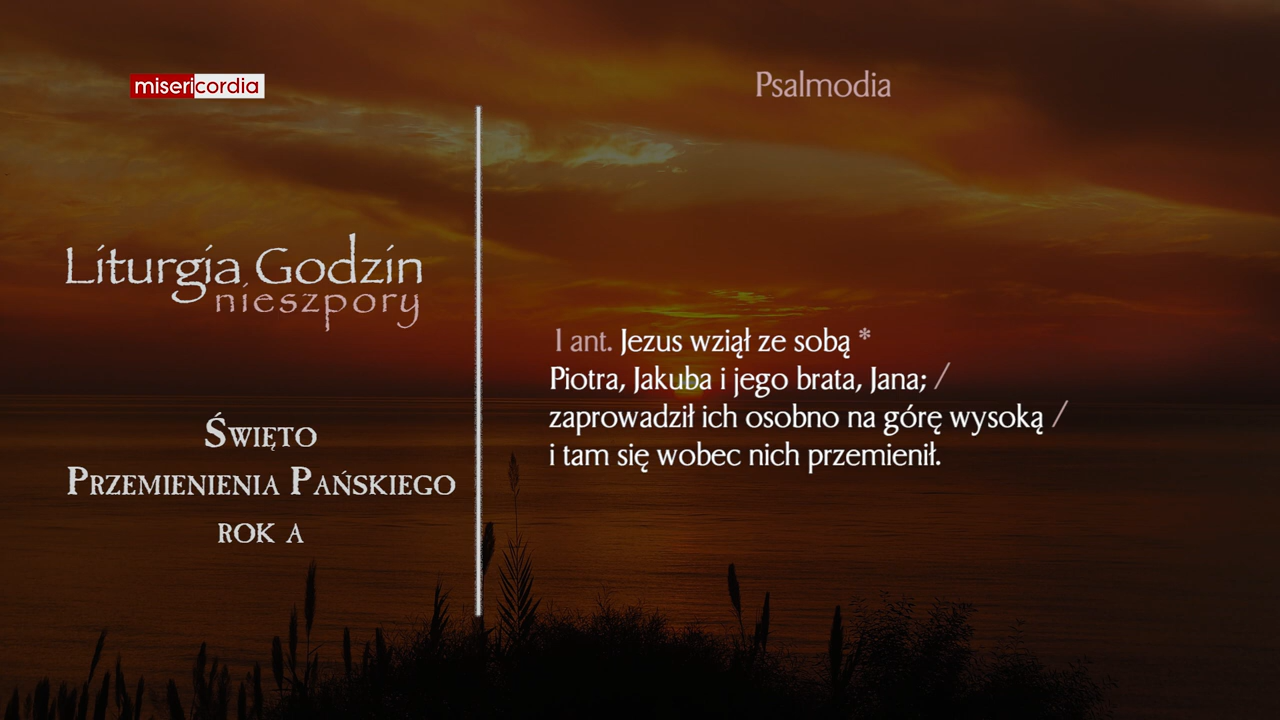 misericordia
Psalmodia
Liturgia Godzin
nieszpory
Święto
Przemienienia Pańskiego
rok a
1 ant. Jezus wziął ze sobą *
Piotra, Jakuba i jego brata, Jana; /
zaprowadził ich osobno na górę wysoką /
i tam się wobec nich przemienił.